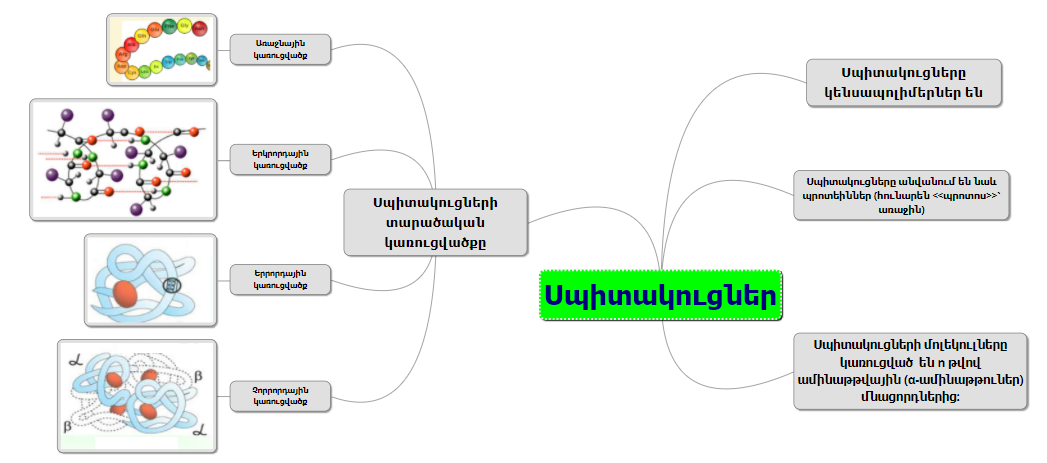 Սպիտակուցներ
Սպիտակուցները
կենսապոլիմերներ են
Սպիտակուցները անվանում են նաև
պրոտեիններ (հունարեն <<պրոտոս>>`
առաջին)
Սպիտակուցների մոլեկուլները
կառուցված են n թվով
ամինաթթվային (α-ամինաթթուներ)
մնացորդներից:
Սպիտակուցների
տարածական
կառուցվածքը
Առաջնային
կառուցվածք
Երկրորդային
կառուցվածք
Երրորդային
կառուցվածք
Չորրորդային
կառուցվածք
α
β
β
α